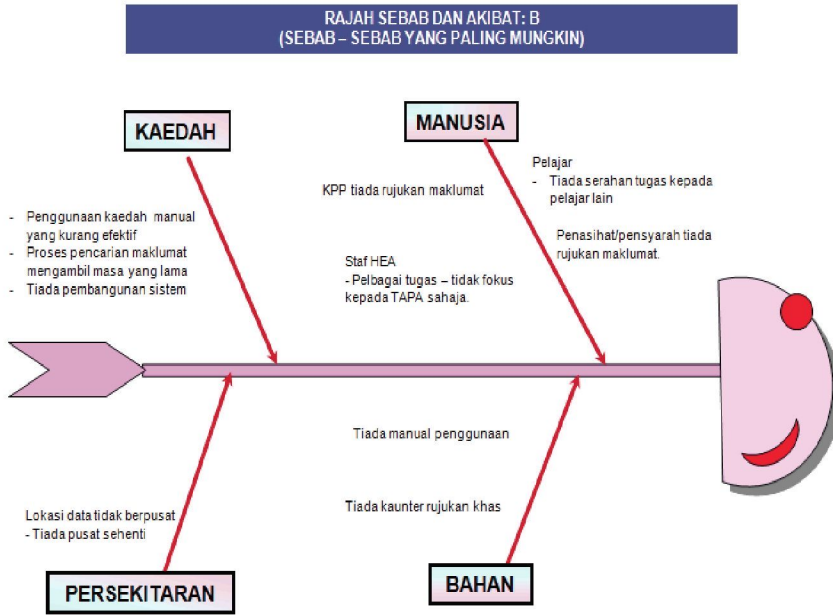 RAJAH SEBAB DAN AKIBAT: B
(SEBAB – SEBAB YANG PALING MUNGKIN)
KAEDAH
- Penggunaan kaedah manual
yang kurang efektif
- Proses pencarian maklumat
mengambil masa yang lama
- Tiada pembangunan sistem
MANUSIA
KPP tiada rujukan maklumat
Staf HEA
- Pelbagai tugas – tidak fokus
kepada TAPA sahaja.
Pelajar
- Tiada serahan tugas kepada
pelajar lain
Penasihat/pensyarah tiada
rujukan maklumat.
Lokasi data tidak berpusat
- Tiada pusat sehenti
PERSEKITARAN
Tiada manual penggunaan
Tiada kaunter rujukan khas
BAHAN